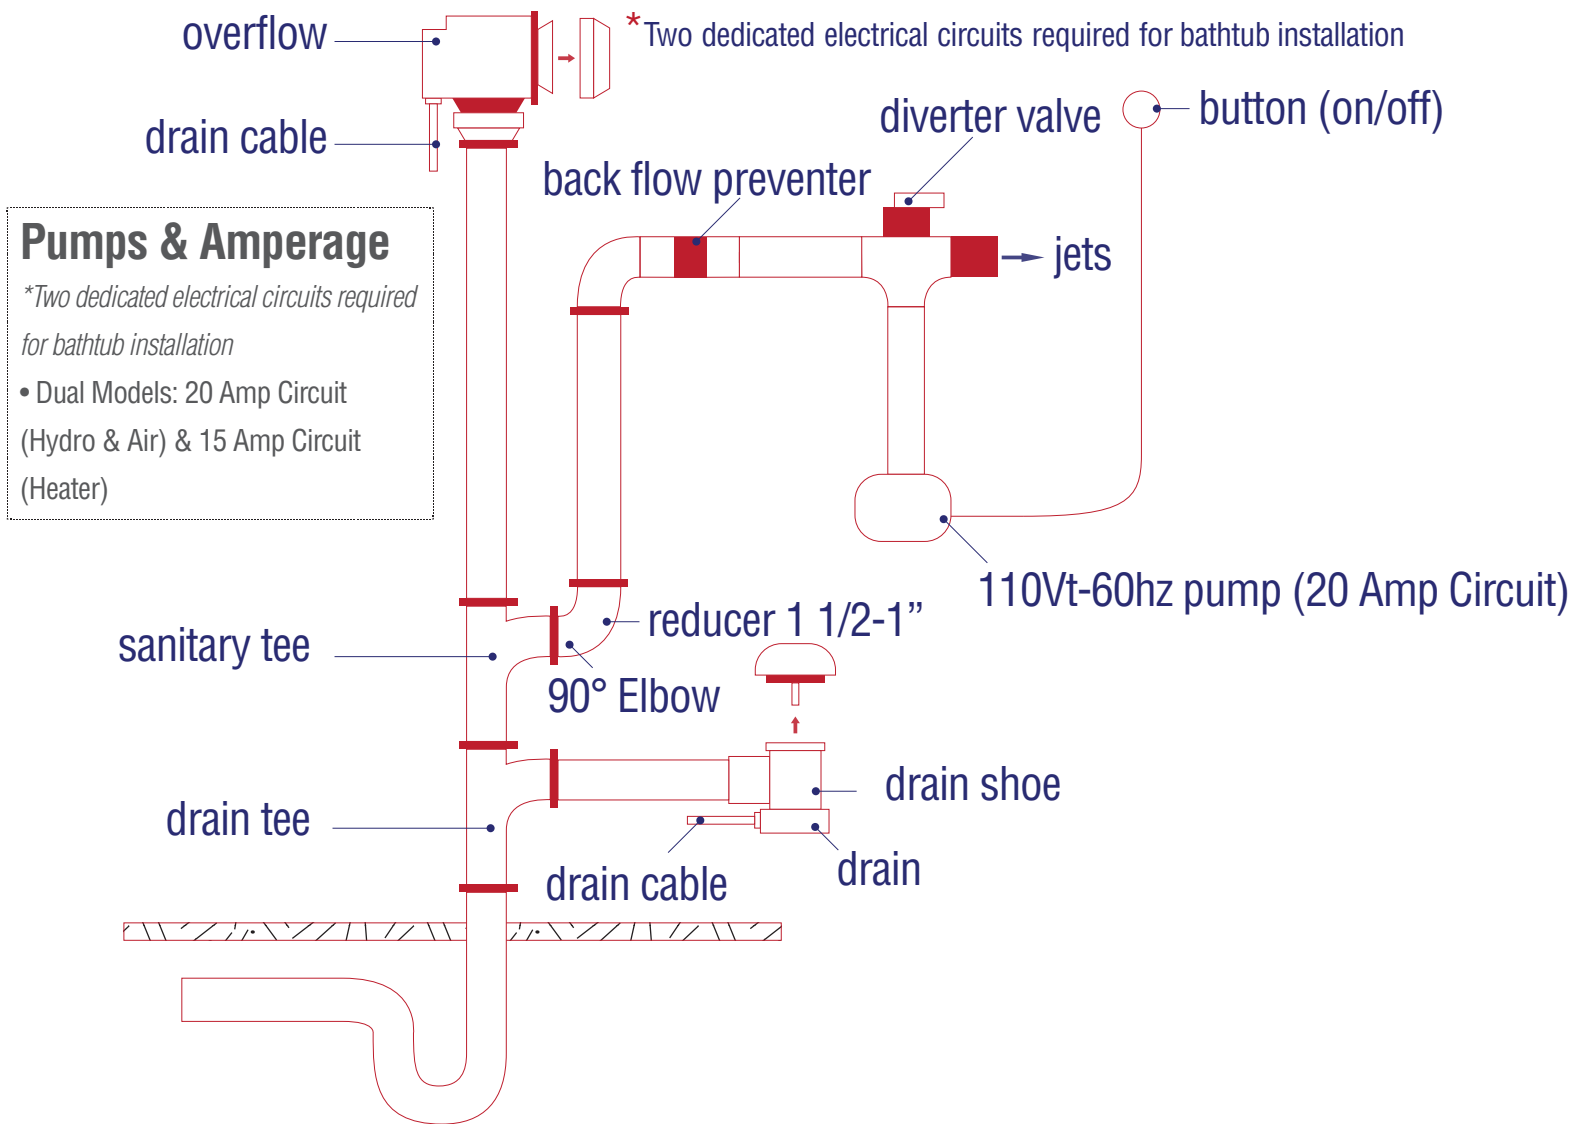 overflow
*Two dedicated electrical circuits required for bathtub installation
drain cable
diverter valve
button (on/off)
back flow preventer
jets
Pumps & Amperage
*Two dedicated electrical circuits required
for bathtub installation
• Dual Models: 20 Amp Circuit
(Hydro & Air) & 15 Amp Circuit
(Heater)
110Vt-60hz pump (20 Amp Circuit)
reducer 1 1/2-1”
sanitary tee
90° Elbow
drain shoe
drain tee
drain cable
drain